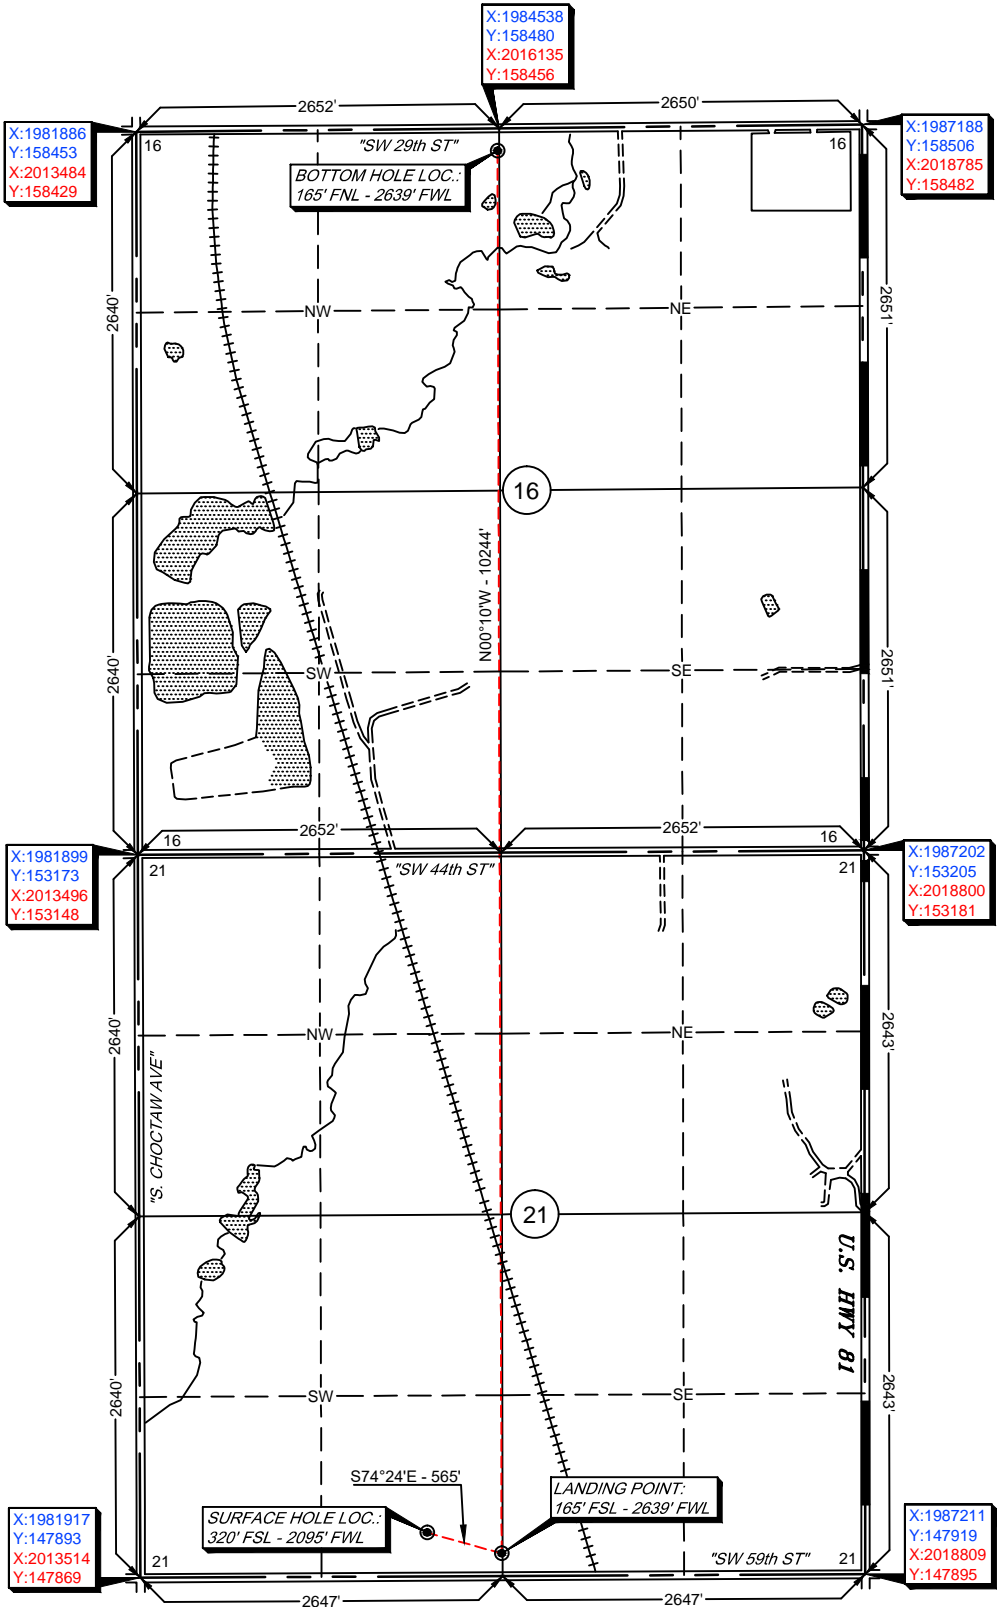 X:1984538
Y:158480
X:2016135
Y:158456
2652'
2650'
X:1981886
Y:158453
X:2013484
Y:158429
X:1987188
Y:158506
X:2018785
Y:158482
16
"SW 29th ST"
16
BOTTOM HOLE LOC.:
165' FNL - 2639' FWL
2640'
NW
NE
2651'
16
N00°10'W - 10244'
2640'
SW
SE
2651'
16
2652'
2652'
16
X:1981899
Y:153173
X:2013496
Y:153148
21
"SW 44th ST"
21
X:1987202
Y:153205
X:2018800
Y:153181
2640'
NW
NE
2643'
"S. CHOCTAW AVE"
21
U.S. HWY 81
2640'
SW
SE
2643'
S74°24'E - 565'
LANDING POINT:
165' FSL - 2639' FWL
SURFACE HOLE LOC.:
320' FSL - 2095' FWL
X:1981917
Y:147893
X:2013514
Y:147869
21
"SW 59th ST"
21
X:1987211
Y:147919
X:2018809
Y:147895
2647'
2647'